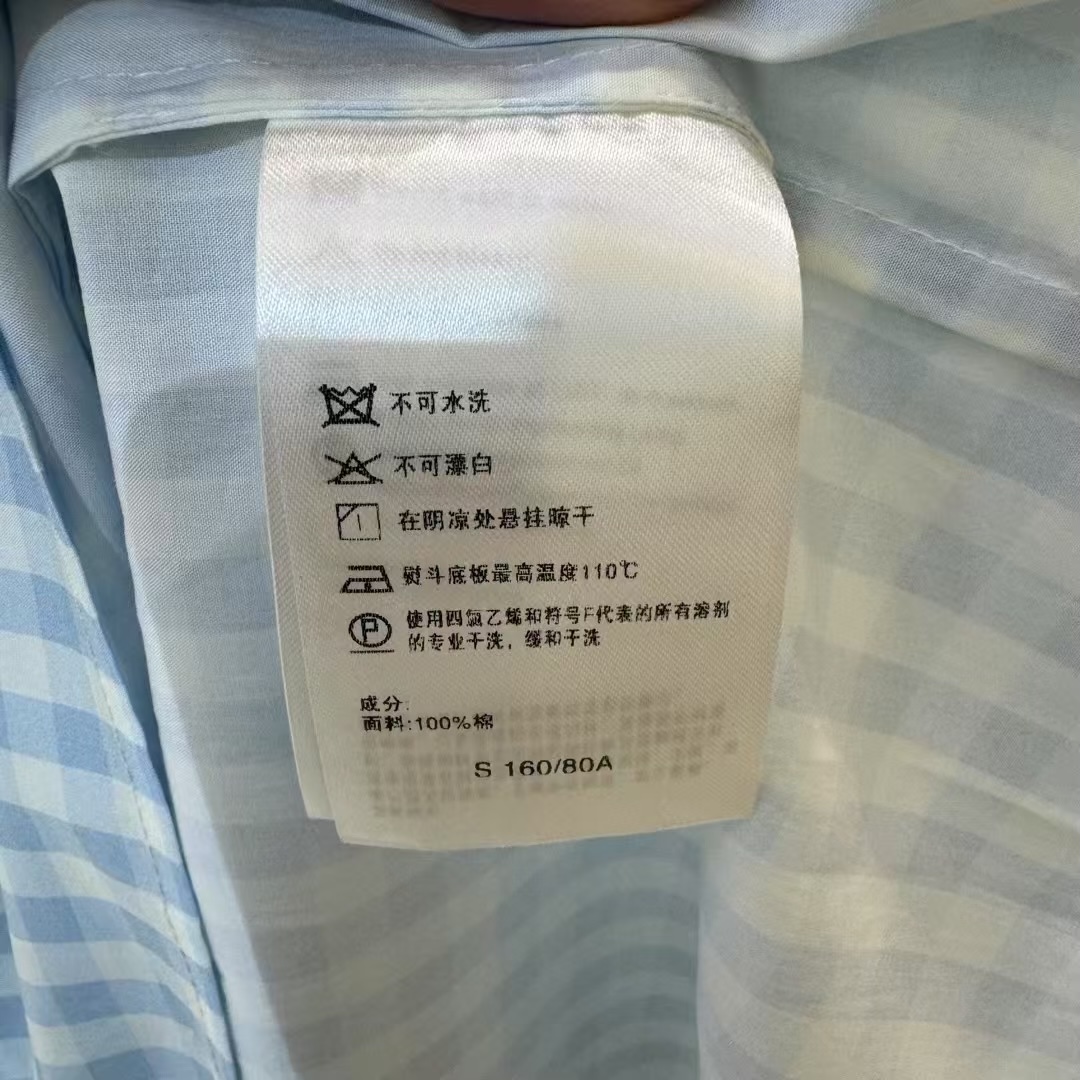 不可水洗
不可漂白
在阴凉处悬挂晾干
熨斗底板最高温度110℃
P
使用四氯乙烯和符号F代表的所有溶剂
的专业干洗，缓和干洗
成分:
面料:100%棉
S 160/80A